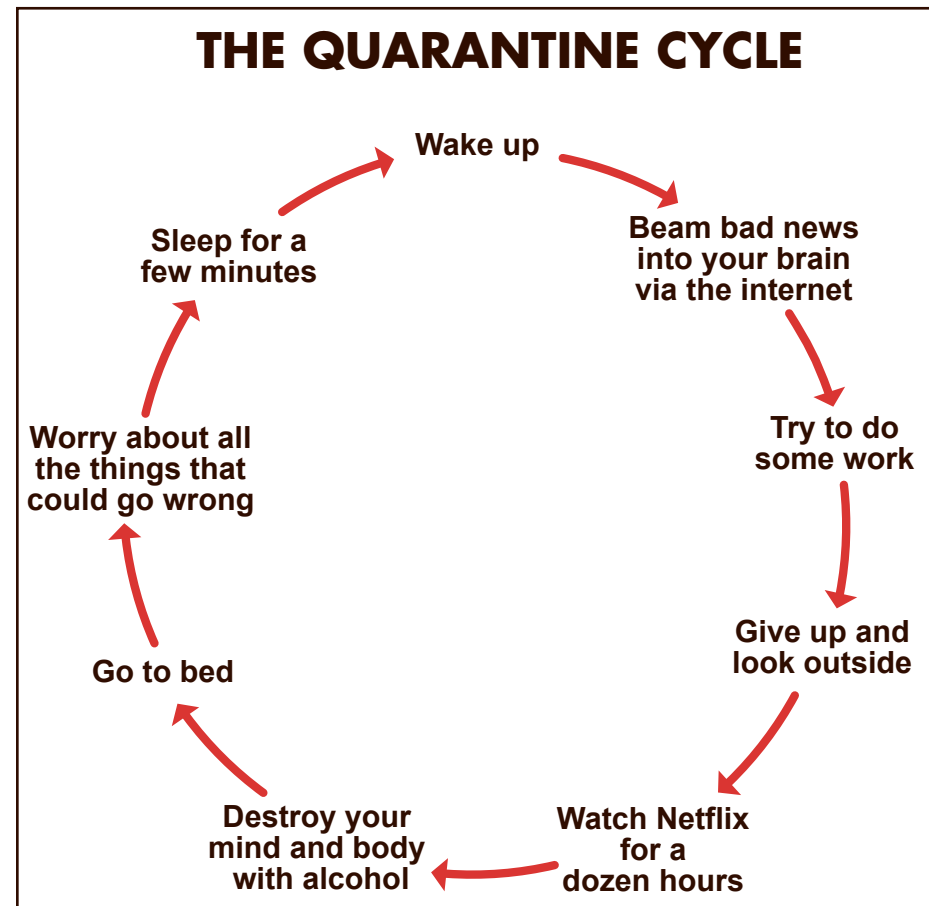 THE QUARANTINE CYCLE
Wake up
Beam bad news
into your brain
via the internet
Try to do
some work
Give up and
look outside
Watch Netflix
for a
dozen hours
Destroy your
mind and body
with alcohol
Go to bed
Worry about all
the things that
could go wrong
Sleep for a
few minutes